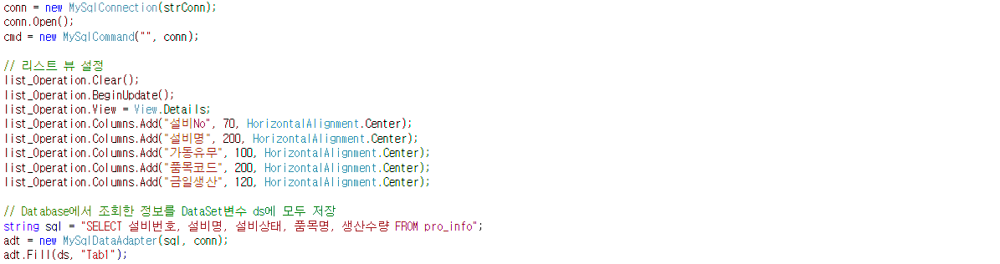 conn = new MySqlConnection(strConn);
conn.Open();
cmd = new MySqlCommand("", conn);
// 리스트 뷰 설정
list_Operation.Clear();
list_Operation.BeginUpdate();
list_Operation.View = View.Details;
list_Operation.Columns.Add("설비No", 70, HorizontalAlignment.Center);
list_Operation.Columns.Add("설비명", 200, HorizontalAlignment.Center);
list_Operation.Columns.Add("가동유무", 100, HorizontalAlignment.Center);
list_Operation.Columns.Add("품목코드", 200, HorizontalAlignment.Center);
list_Operation.Columns.Add("금일생산", 120, HorizontalAlignment.Center);
// Database에서 조회한 정보를 DataSet변수 ds에 모두 저장
string sql = "SELECT 설비번호, 설비명, 설비상태, 품목명, 생산수량 FROM pro_info";
adt = new MySqlDataAdapter(sql, conn);
adt.Fill(ds, "Tab1");